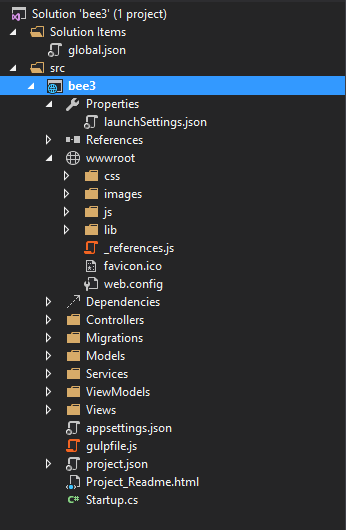 Solution 'bee3' (1 project)
Solution Items
global.json
src
bee3
Properties
launchSettings.json
References
wwwroot
css
images
js
lib
_references.js
favicon.ico
web.config
Dependencies
Controllers
Migrations
Models
Services
ViewModels
Views
appsettings.json
gulpfile.js
project.json
Project_Readme.html
C# Startup.cs